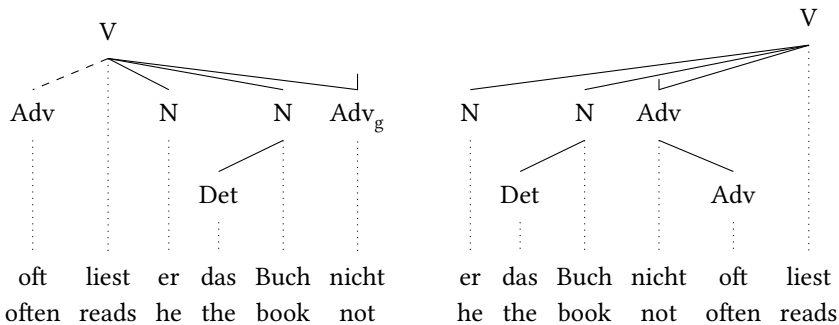 V V
Adv N N Adv_g N N Adv
Det Det Adv
oft liest er das Buch nicht er das Buch nicht oft liest
often reads he the book not he the book not often reads